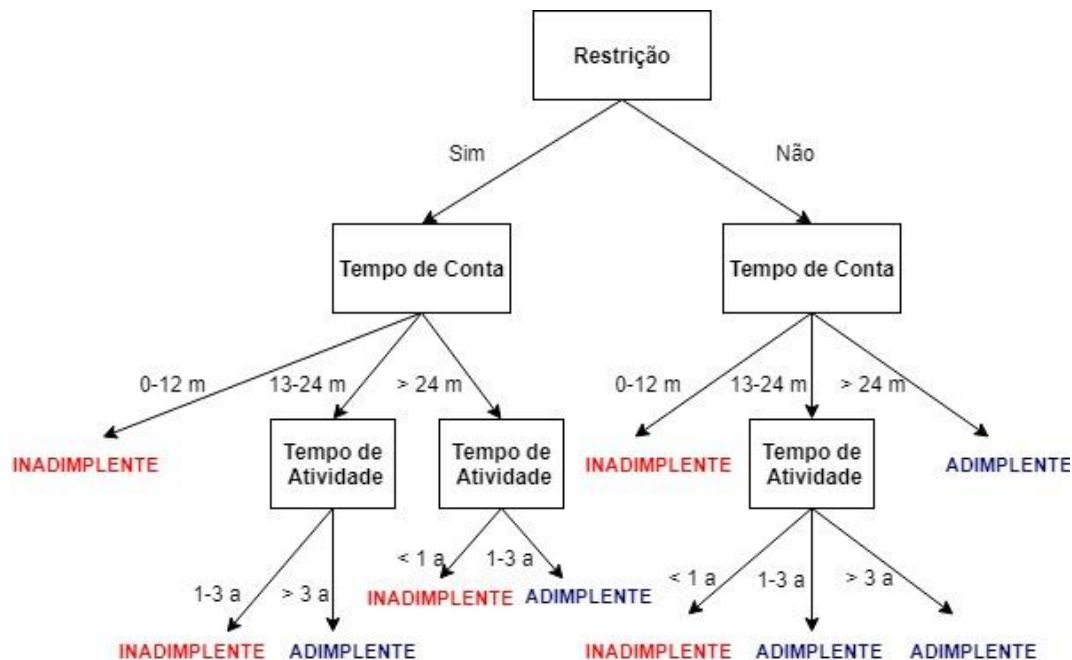 Restrição
Sim
Não
Tempo de Conta
Tempo de Conta
0-12 m
13-24 m
> 24 m
0-12 m
13-24 m
> 24 m
INADIMPLENTE
Tempo de
Atividade
Tempo de
Atividade
INADIMPLENTE
Tempo de
Atividade
ADIMPLENTE
< 1 a
1-3 a
INADIMPLENTE
ADIMPLENTE
1-3 a
> 3 a
< 1 a
1-3 a
> 3 a
INADIMPLENTE
ADIMPLENTE
INADIMPLENTE
ADIMPLENTE
ADIMPLENTE